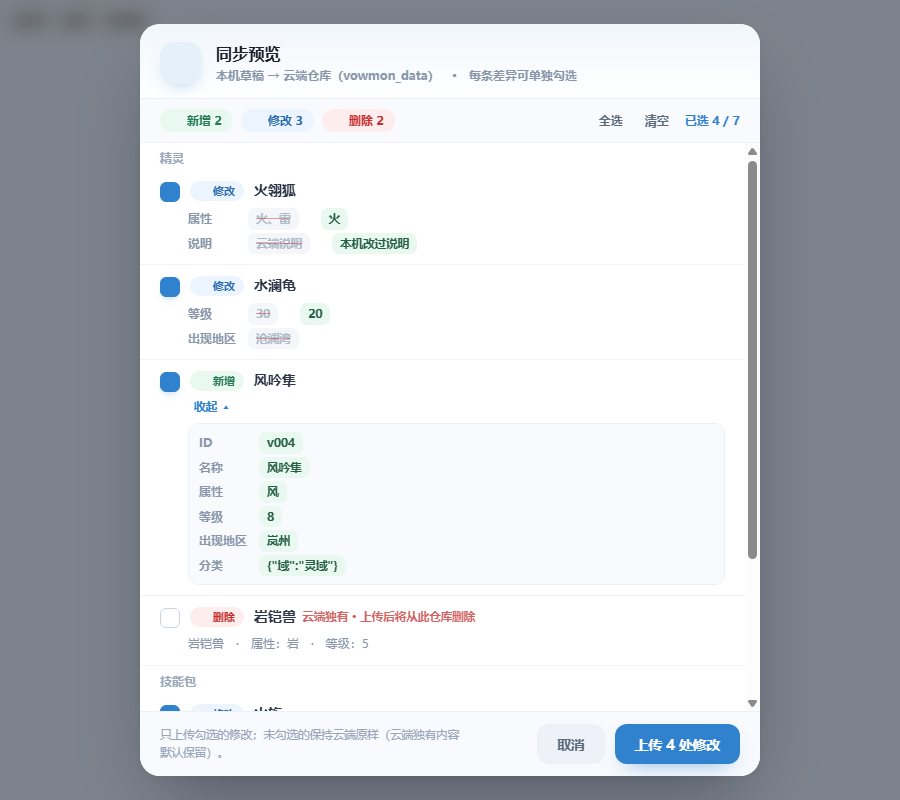 同步预览
本机草稿 → 云端仓库（vowmon_data） • 每条差异可单独勾选
新增 2 修改 3 删除 2 全选 清空 已选 4 / 7
精灵
修改 火翎狐
属性 火、雷 火
说明 云端说明 本机改过说明
修改 水澜龟
等级 30 20
出现地区 沧澜湾
新增 风吟隼
收起 ▲
ID v004
名称 风吟隼
属性 风
等级 8
出现地区 岚州
分类 {"域":"灵域"}
删除 岩铠兽 云端独有 • 上传后将从此仓库删除
岩铠兽 · 属性：岩 · 等级：5
技能包
修改
只上传勾选的修改；未勾选的保持云端原样（云端独有内容
默认保留）。
取消 上传 4 处修改